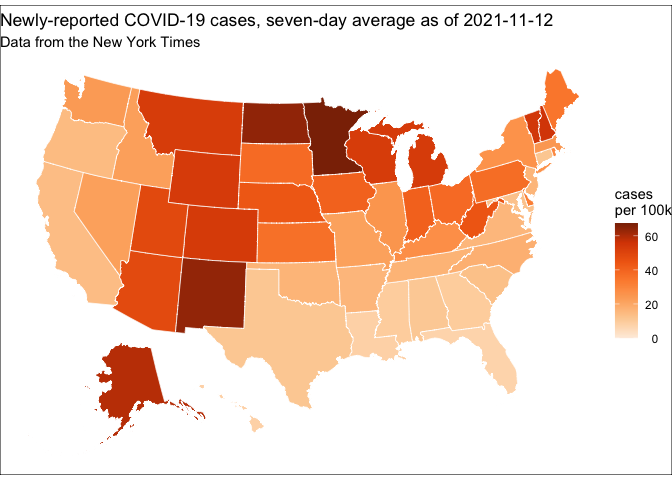 Newly-reported COVID-19 cases, seven-day average as of 2021-11-12
Data from the New York Times
cases
per 100k
60
40
20
0